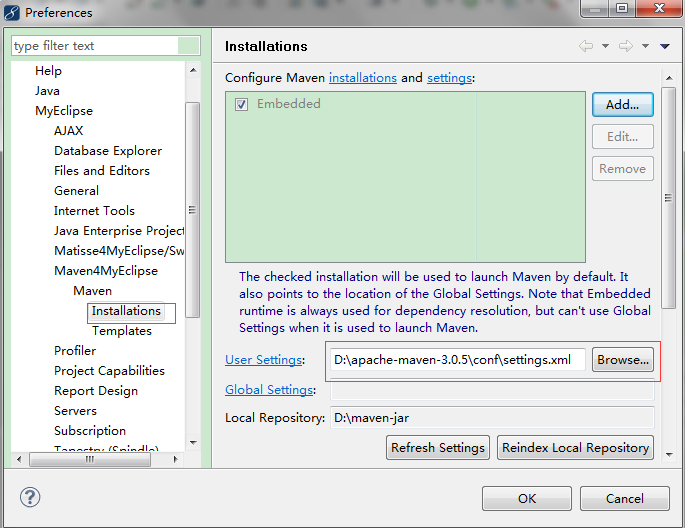 Preferences
type filter text
Help
Java
MyEclipse
AJAX
Database Explorer
Files and Editors
General
Internet Tools
Java Enterprise Project
Matisse4MyEclipse/Sw
Maven4MyEclipse
Maven
Installations
Templates
Profiler
Project Capabilities
Report Design
Servers
Subscription
Tapestry (Spindle)
Installations
Configure Maven installations and settings:
Embedded
Add...
Edit...
Remove
The checked installation will be used to launch Maven by default. It
also points to the location of the Global Settings. Note that Embedded
runtime is always used for dependency resolution, but can't use Global
Settings when it is used to launch Maven.
User Settings: D:\apache-maven-3.0.5\conf\settings.xml Browse...
Global Settings:
Local Repository: D:\maven-jar
Refresh Settings Reindex Local Repository
OK Cancel